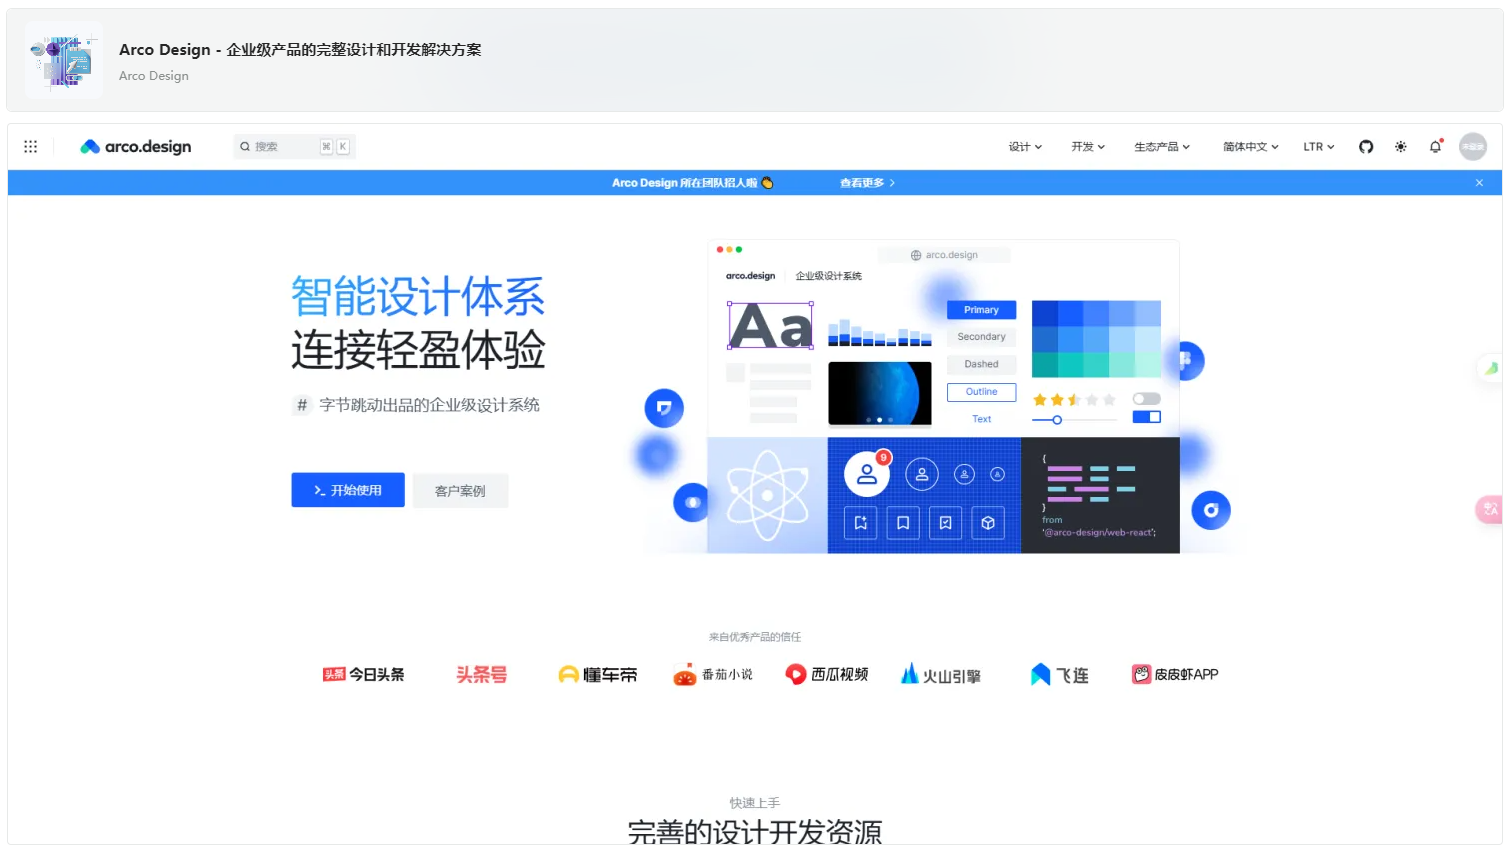 Arco Design - 企业级产品的完整设计和开发解决方案
Arco Design
arco.design
搜索 ⌘ K
设计 开发 生态产品 简体中文 LTR
Arco Design 所在团队招人啦 👏 查看更多
智能设计体系
连接轻盈体验
# 字节跳动出品的企业级设计系统
开始使用 客户案例
arco.design
arco.design 企业级设计系统
Aa
Primary
Secondary
Dashed
Outline
Text
9
{
}
from
'@arco-design/web-react';
来自优秀产品的信任
头条 今日头条 头条号 懂车帝 番茄小说 西瓜视频 火山引擎 飞连 皮皮虾APP
快速上手
完善的设计开发资源